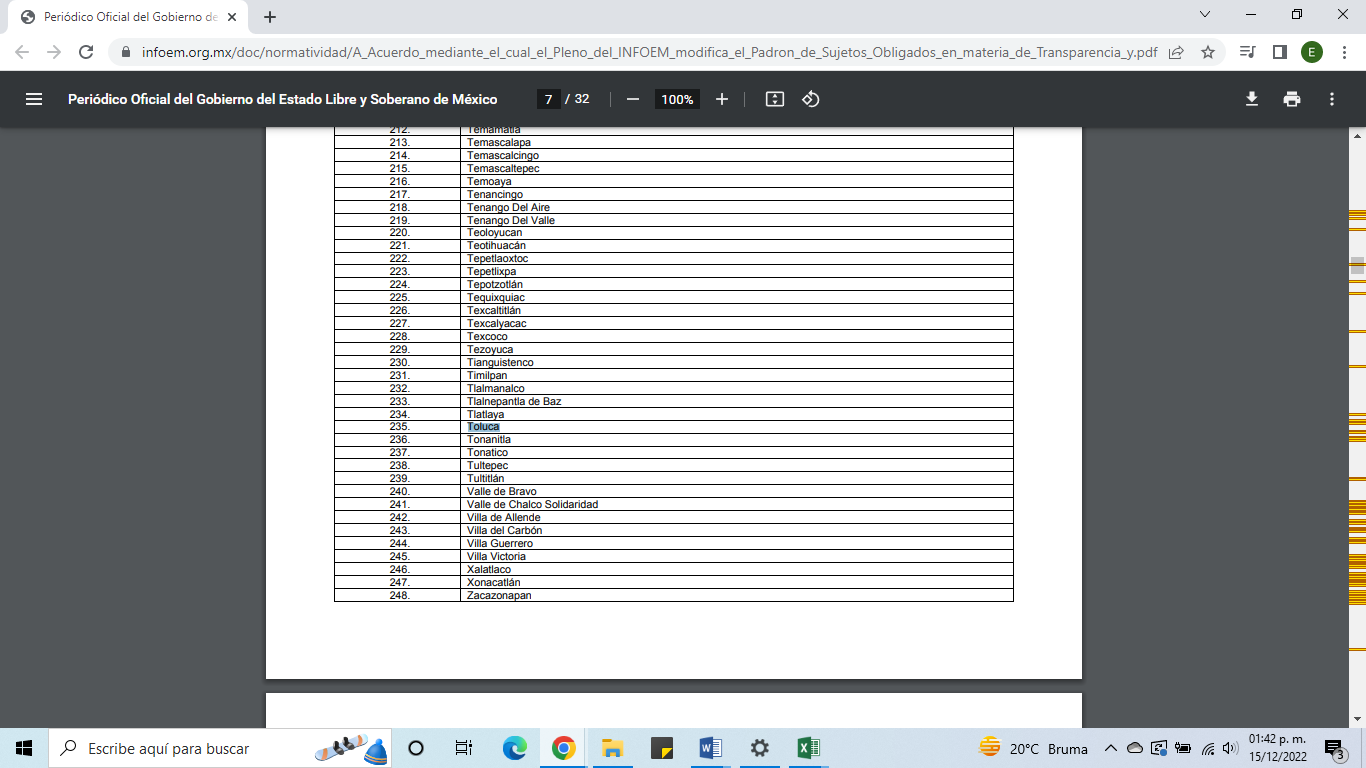 Periódico Oficial del Gobierno de
infoem.org.mx/doc/normatividad/A_Acuerdo_mediante_el_cual_el_Pleno_del_INFOEM_modifica_el_Padron_de_Sujetos_Obligados_en_materia_de_Transparencia_y.pdf
E
Periódico Oficial del Gobierno del Estado Libre y Soberano de México
7 / 32
100%
212. Temamatla
213. Temascalapa
214. Temascalcingo
215. Temascaltepec
216. Temoaya
217. Tenancingo
218. Tenango Del Aire
219. Tenango Del Valle
220. Teoloyucan
221. Teotihuacán
222. Tepetlaoxtoc
223. Tepetlixpa
224. Tepotzotlán
225. Tequixquiac
226. Texcaltitlán
227. Texcalyacac
228. Texcoco
229. Tezoyuca
230. Tianguistenco
231. Timilpan
232. Tlalmanalco
233. Tlalnepantla de Baz
234. Tlatlaya
235. Toluca
236. Tonanitla
237. Tonatico
238. Tultepec
239. Tultitlán
240. Valle de Bravo
241. Valle de Chalco Solidaridad
242. Villa de Allende
243. Villa del Carbón
244. Villa Guerrero
245. Villa Victoria
246. Xalatlaco
247. Xonacatlán
248. Zacazonapan
Escribe aquí para buscar
20°C Bruma
01:42 p. m.
15/12/2022
3